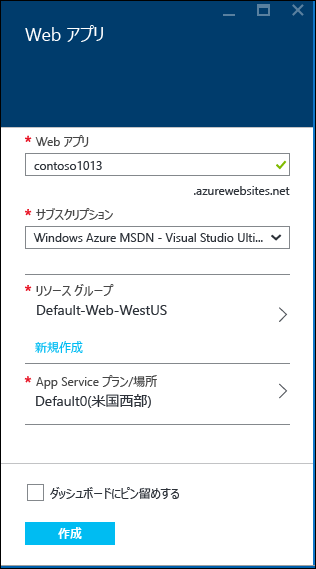 Web アプリ
* Web アプリ
contoso1013
.azurewebsites.net
* サブスクリプション
Windows Azure MSDN - Visual Studio Ulti...
* リソース グループ
Default-Web-WestUS
新規作成
* App Service プラン/場所
Default0(米国西部)
ダッシュボードにピン留めする
作成